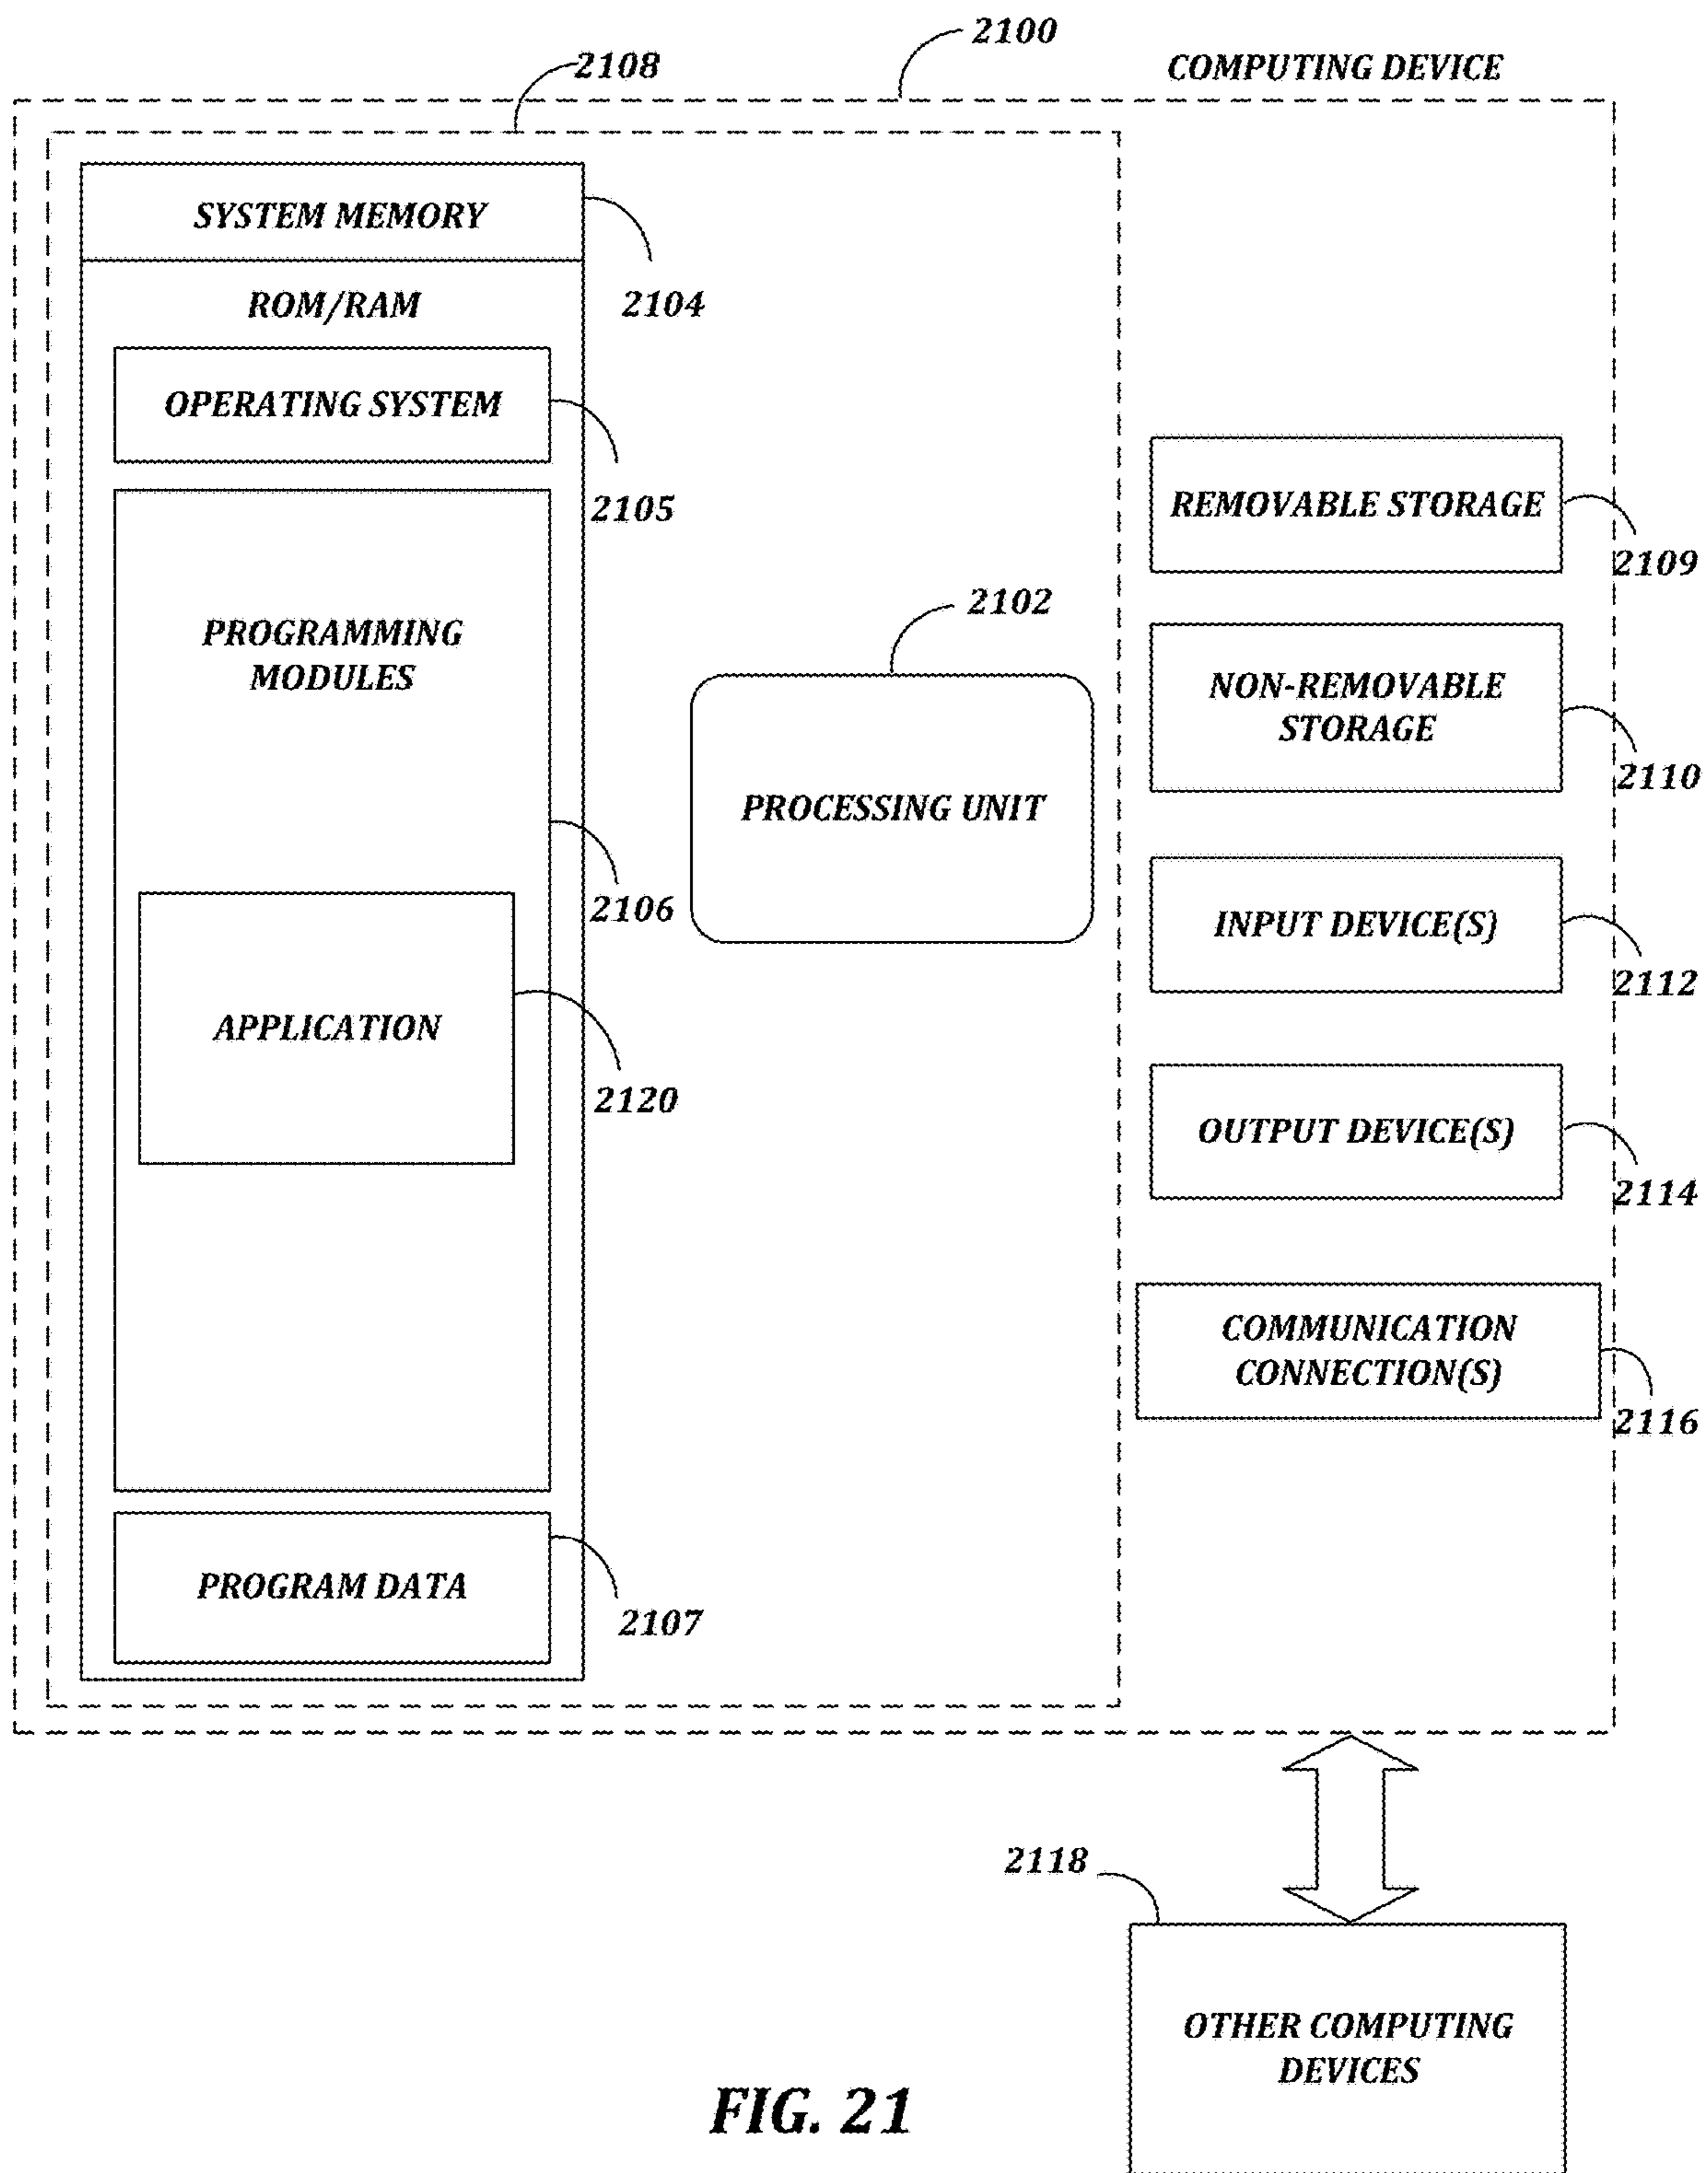 2100
2108
COMPUTING DEVICE
SYSTEM MEMORY
2104
ROM/RAM
OPERATING SYSTEM
2105
PROGRAMMING
MODULES
2106
APPLICATION
2120
PROGRAM DATA
2107
2102
PROCESSING UNIT
REMOVABLE STORAGE
2109
NON-REMOVABLE
STORAGE
2110
INPUT DEVICE(S)
2112
OUTPUT DEVICE(S)
2114
COMMUNICATION
CONNECTION(S)
2116
2118
OTHER COMPUTING
DEVICES
FIG. 21